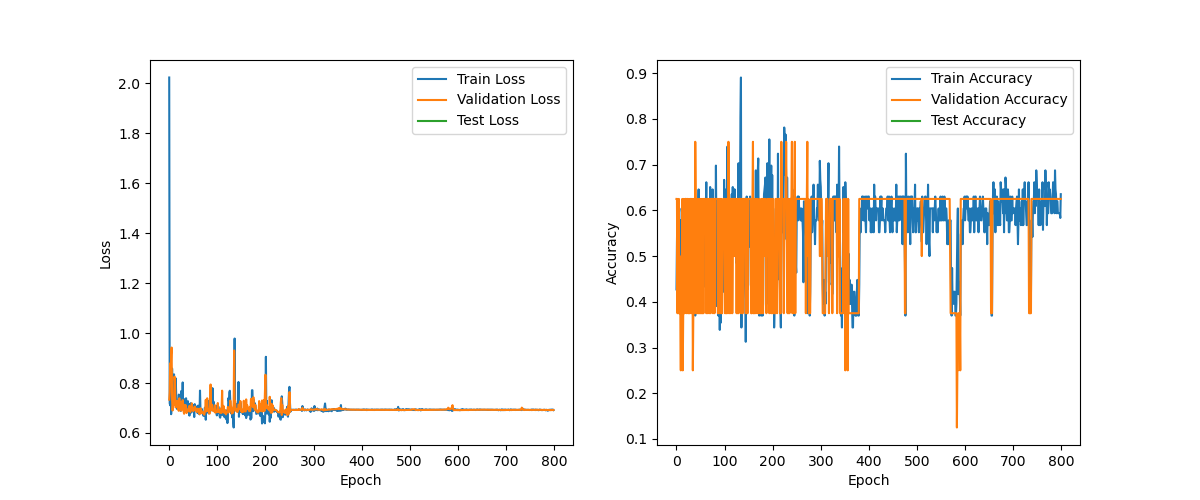 2.0
1.8
1.6
1.4
1.2
1.0
0.8
0.6
Loss
0 100 200 300 400 500 600 700 800
Epoch
Train Loss
Validation Loss
Test Loss
0.9
0.8
0.7
0.6
0.5
0.4
0.3
0.2
0.1
Accuracy
0 100 200 300 400 500 600 700 800
Epoch
Train Accuracy
Validation Accuracy
Test Accuracy